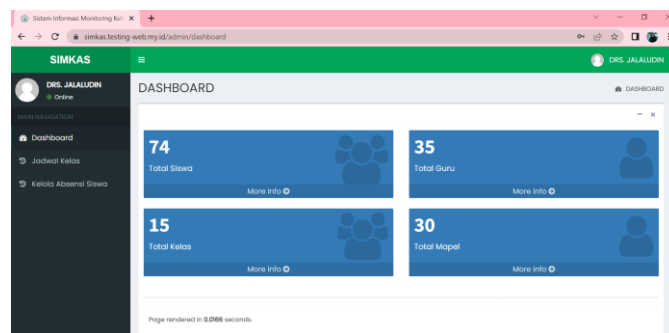 Sistem Informasi Monitoring Kel
simkas.testing-web.my.id/admin/dashboard
SIMKAS
DRS. JALALUDIN
DRS. JALALUDIN
Online
DASHBOARD
DASHBOARD
MAIN NAVIGATION
Dashboard
Jadwal Kelas
Kelola Absensi Siswa
74
Total Siswa
More info
35
Total Guru
More info
15
Total Kelas
More info
30
Total Mapel
More info
Page rendered in 0.0166 seconds.